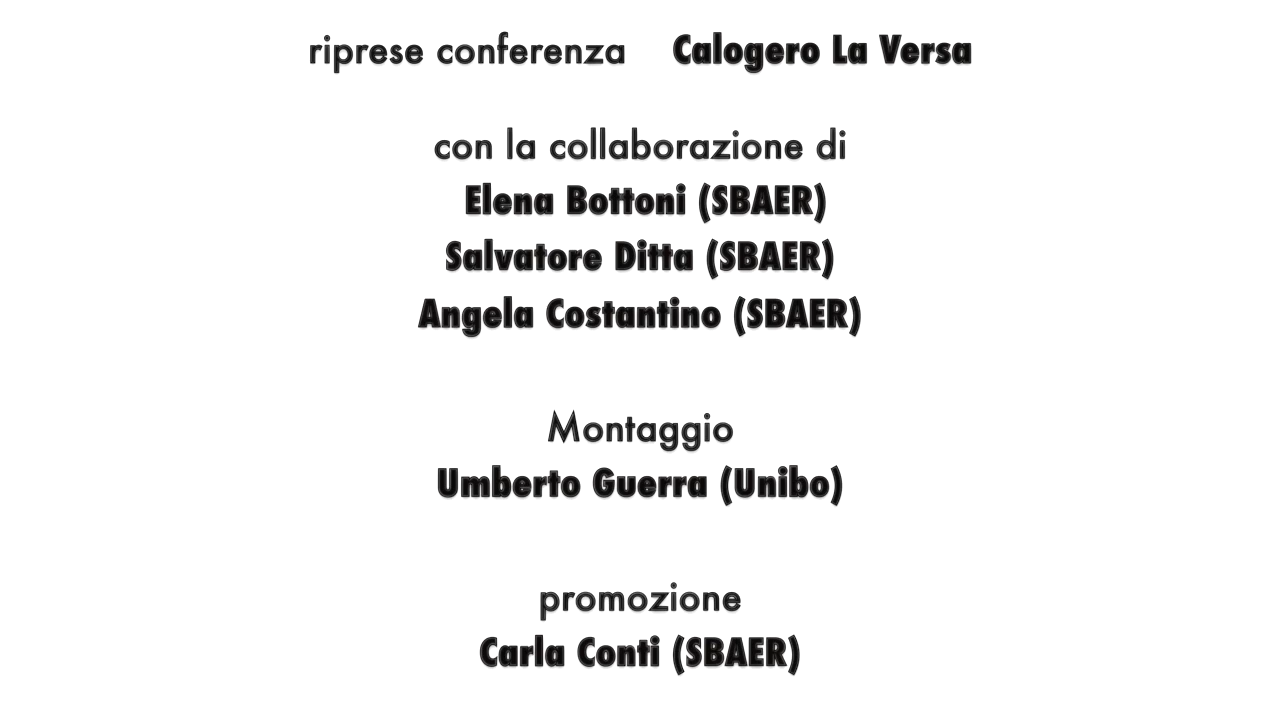 riprese conferenza Calogero La Versa
con la collaborazione di
Elena Bottoni (SBAER)
Salvatore Ditta (SBAER)
Angela Costantino (SBAER)
Montaggio
Umberto Guerra (Unibo)
promozione
Carla Conti (SBAER)